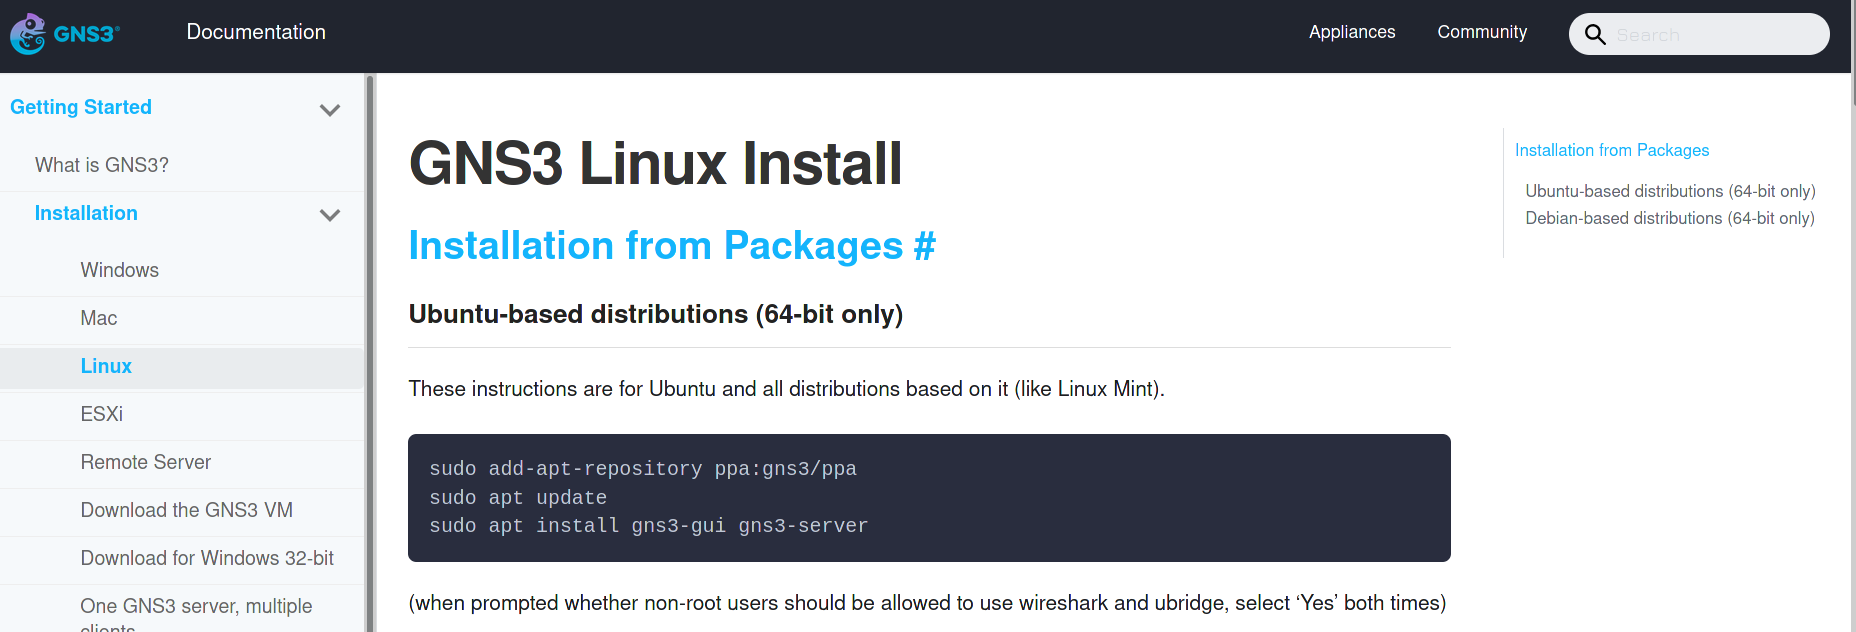 GNS3®
Documentation
Appliances
Community
Search
Getting Started
What is GNS3?
Installation
Windows
Mac
Linux
ESXi
Remote Server
Download the GNS3 VM
Download for Windows 32-bit
One GNS3 server, multiple
clients
GNS3 Linux Install
Installation from Packages #
Ubuntu-based distributions (64-bit only)
These instructions are for Ubuntu and all distributions based on it (like Linux Mint).
sudo add-apt-repository ppa:gns3/ppa
sudo apt update
sudo apt install gns3-gui gns3-server
(when prompted whether non-root users should be allowed to use wireshark and ubridge, select ‘Yes’ both times)
Installation from Packages
Ubuntu-based distributions (64-bit only)
Debian-based distributions (64-bit only)